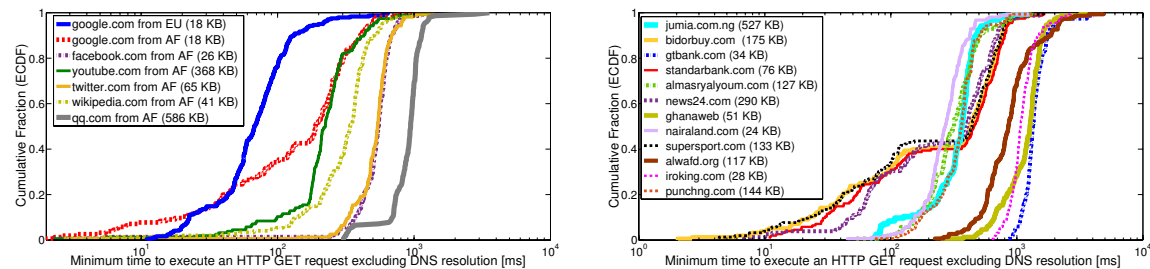 Cumulative Fraction (ECDF)
1
0.8
0.6
0.4
0.2
0
google.com from EU (18 KB)
google.com from AF (18 KB)
facebook.com from AF (26 KB)
youtube.com from AF (368 KB)
twitter.com from AF (65 KB)
wikipedia.com from AF (41 KB)
qq.com from AF (586 KB)
10^1 10^2 10^3 10^4
Minimum time to execute an HTTP GET request excluding DNS resolution [ms]
Cumulative Fraction (ECDF)
1
0.8
0.6
0.4
0.2
0
jumia.com.ng (527 KB)
bidorbuy.com (175 KB)
gtbank.com (34 KB)
standarbank.com (76 KB)
almasryalyoum.com (127 KB)
news24.com (290 KB)
ghanaweb (51 KB)
nairaland.com (24 KB)
supersport.com (133 KB)
alwafd.org (117 KB)
iroking.com (28 KB)
punchng.com (144 KB)
10^0 10^1 10^2 10^3 10^4
Minimum time to execute an HTTP GET request excluding DNS resolution [ms]